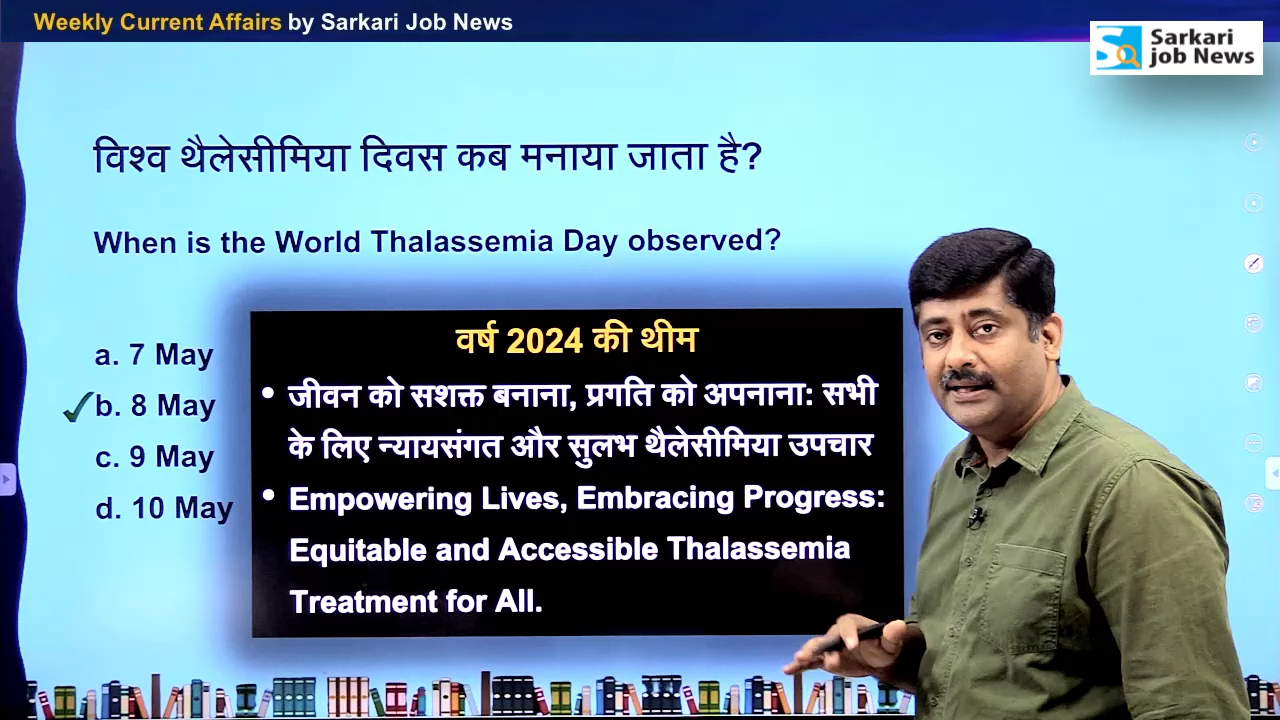 Weekly Current Affairs by Sarkari Job News
Sarkari
Job News
विश्व थैलेसीमिया दिवस कब मनाया जाता है?
When is the World Thalassemia Day observed?
a. 7 May
b. 8 May
c. 9 May
d. 10 May
वर्ष 2024 की थीम
• जीवन को सशक्त बनाना, प्रगति को अपनाना: सभी
के लिए न्यायसंगत और सुलभ थैलेसीमिया उपचार
• Empowering Lives, Embracing Progress:
Equitable and Accessible Thalassemia
Treatment for All.